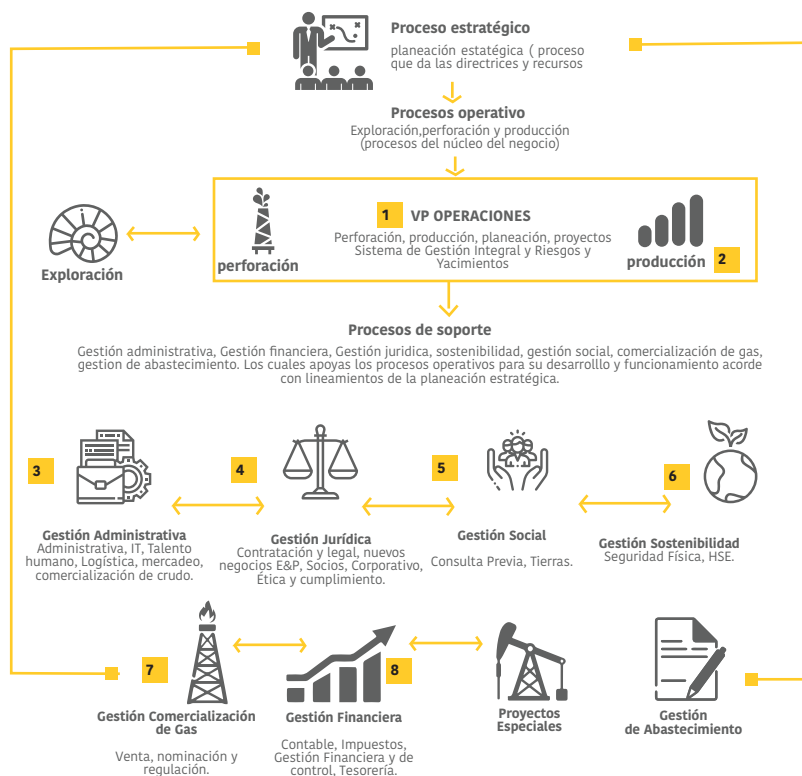 Proceso estratégico
planeación estatégica ( proceso
que da las directrices y recursos
Procesos operativo
Exploración,perforación y producción
(procesos del núcleo del negocio)
1 VP OPERACIONES
Perforación, producción, planeación, proyectos
Sistema de Gestión Integral y Riesgos y
Yacimientos
Exploración
perforación
producción 2
Procesos de soporte
Gestión administrativa, Gestión financiera, Gestión juridica, sostenibilidad, gestión social, comercialización de gas,
gestion de abastecimiento. Los cuales apoyas los procesos operativos para su desarrolllo y funcionamiento acorde
con lineamientos de la planeación estratégica.
3
Gestión Administrativa
Administrativa, IT, Talento
humano, Logística, mercadeo,
comercialización de crudo.
4
Gestión Jurídica
Contratación y legal, nuevos
negocios E&P, Socios, Corporativo,
Ética y cumplimiento.
5
Gestión Social
Consulta Previa, Tierras.
6
Gestión Sostenibilidad
Seguridad Física, HSE.
7
Gestión Comercialización
de Gas
Venta, nominación y
regulación.
8
Gestión Financiera
Contable, Impuestos,
Gestión Financiera y de
control, Tesorería.
Proyectos
Especiales
Gestión
de Abastecimiento